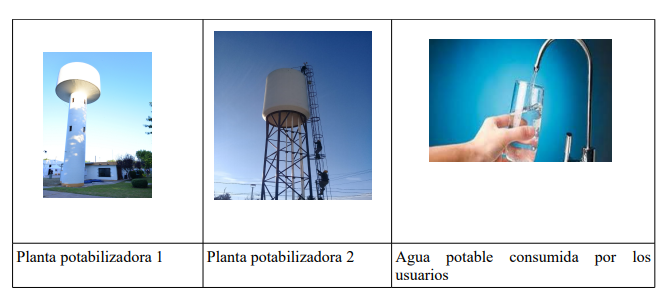 Planta potabilizadora 1
Planta potabilizadora 2
Agua potable consumida por los
usuarios